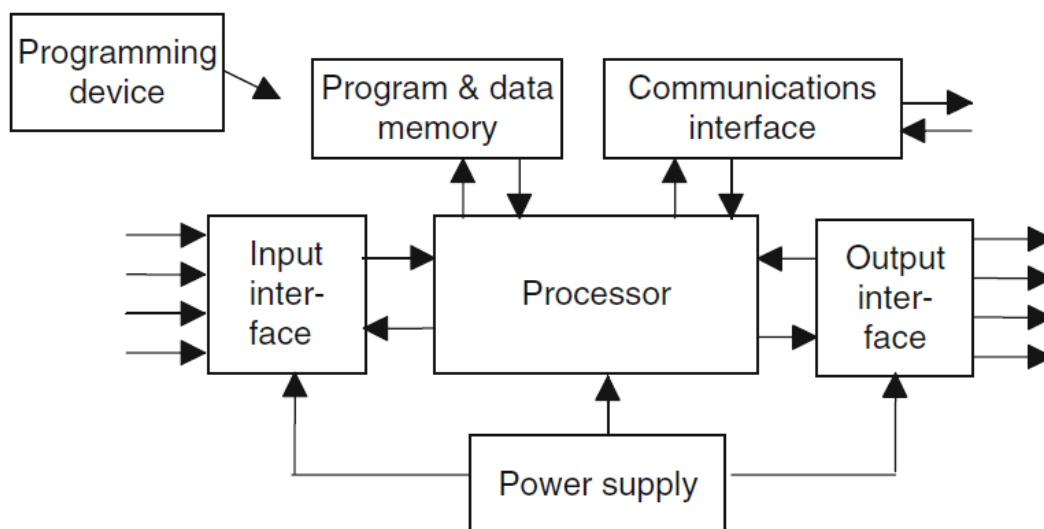 Programming
device
Program & data
memory
Communications
interface
Input
inter-
face
Processor
Output
inter-
face
Power supply